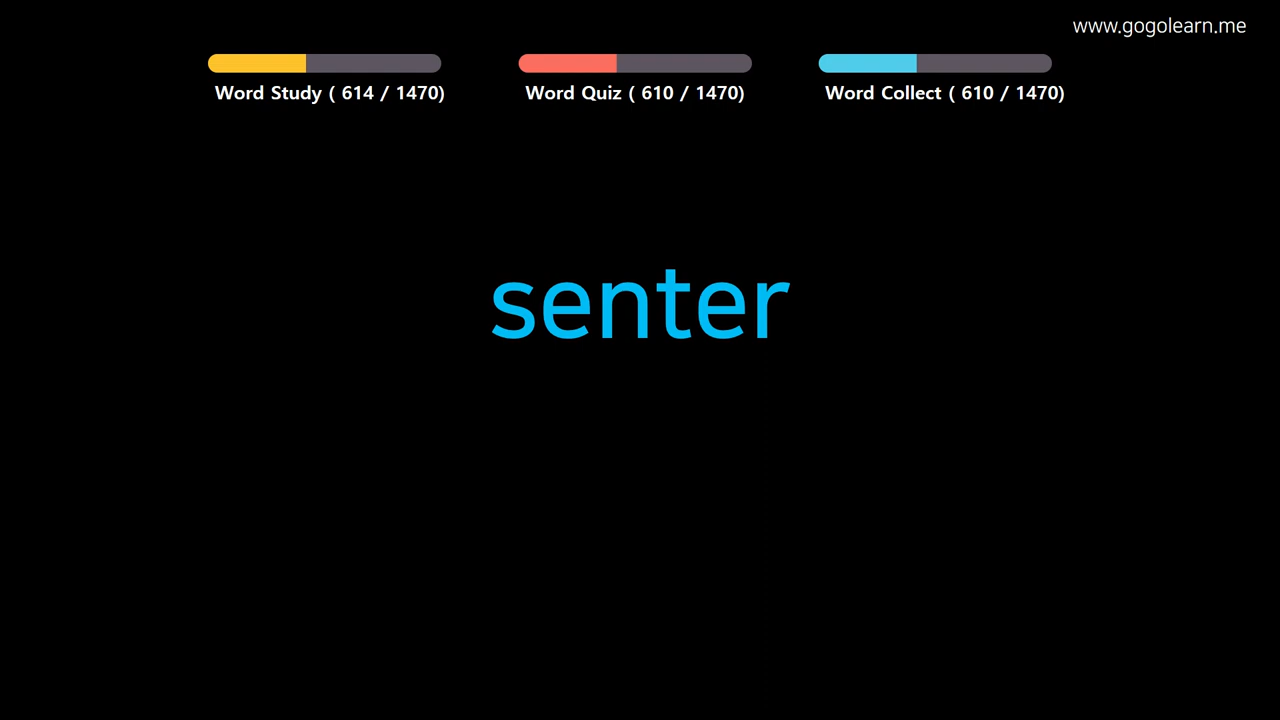 www.gogolearn.me
Word Study ( 614 / 1470)
Word Quiz ( 610 / 1470)
Word Collect ( 610 / 1470)
senter